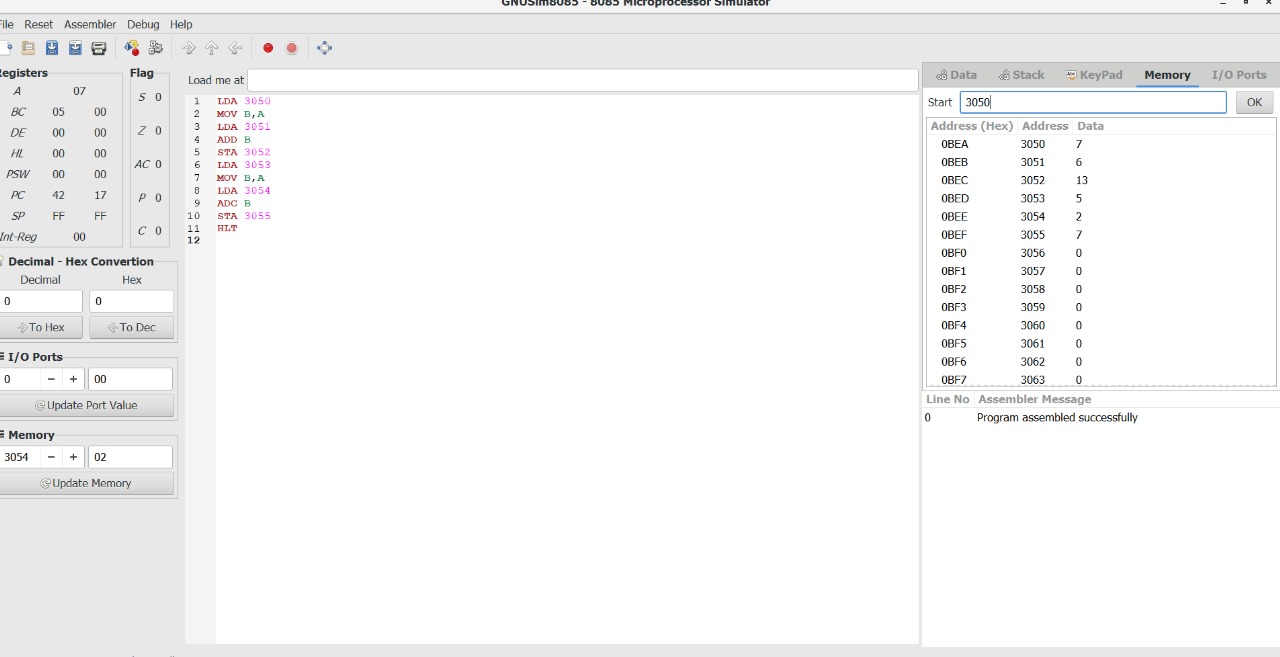 GNUSim8085 - 8085 Microprocessor Simulator
File Reset Assembler Debug Help
Registers
A 07
BC 05 00
DE 00 00
HL 00 00
PSW 00 00
PC 42 17
SP FF FF
Int-Reg 00
Flag
S 0
Z 0
AC 0
P 0
C 0
Decimal - Hex Convertion
Decimal Hex
0 0
To Hex To Dec
I/O Ports
0 - + 00
Update Port Value
Memory
3054 - + 02
Update Memory
Load me at
1 LDA 3050
2 MOV B,A
3 LDA 3051
4 ADD B
5 STA 3052
6 LDA 3053
7 MOV B,A
8 LDA 3054
9 ADC B
10 STA 3055
11 HLT
12
Data Stack KeyPad Memory I/O Ports
Start 3050 OK
Address (Hex) Address Data
0BEA 3050 7
0BEB 3051 6
0BEC 3052 13
0BED 3053 5
0BEE 3054 2
0BEF 3055 7
0BF0 3056 0
0BF1 3057 0
0BF2 3058 0
0BF3 3059 0
0BF4 3060 0
0BF5 3061 0
0BF6 3062 0
0BF7 3063 0
Line No Assembler Message
0 Program assembled successfully